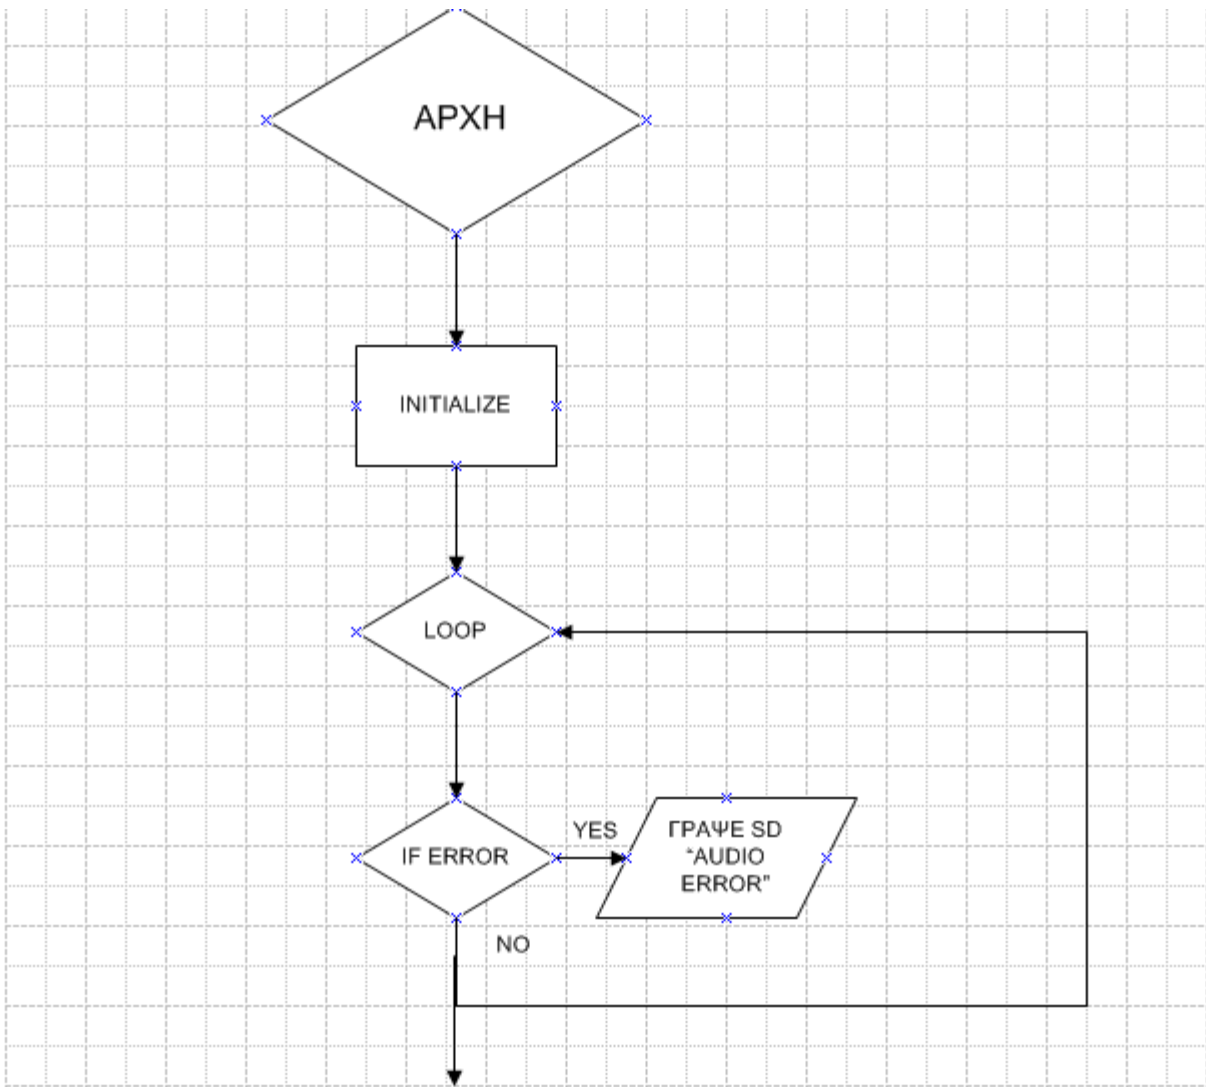 ΑΡΧΗ
INITIALIZE
LOOP
IF ERROR
YES
ΓΡΑΨΕ SD
“AUDIO
ERROR”
NO